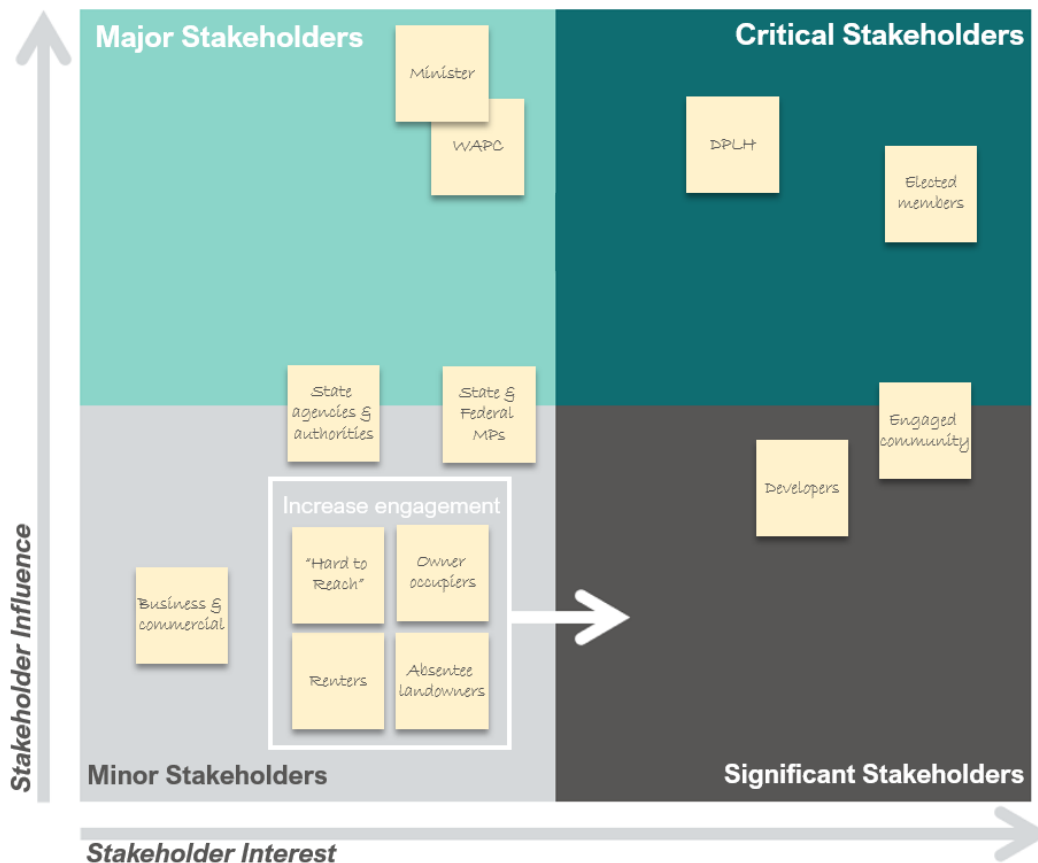 Major Stakeholders
Critical Stakeholders
Minister
WAPC
DPLH
Elected
members
State
agencies &
authorities
State &
Federal
MPs
Engaged
community
Developers
Increase engagement
"Hard to
Reach"
Owner
occupiers
Business &
commercial
Renters
Absentee
landowners
Minor Stakeholders
Significant Stakeholders
Stakeholder Influence
Stakeholder Interest